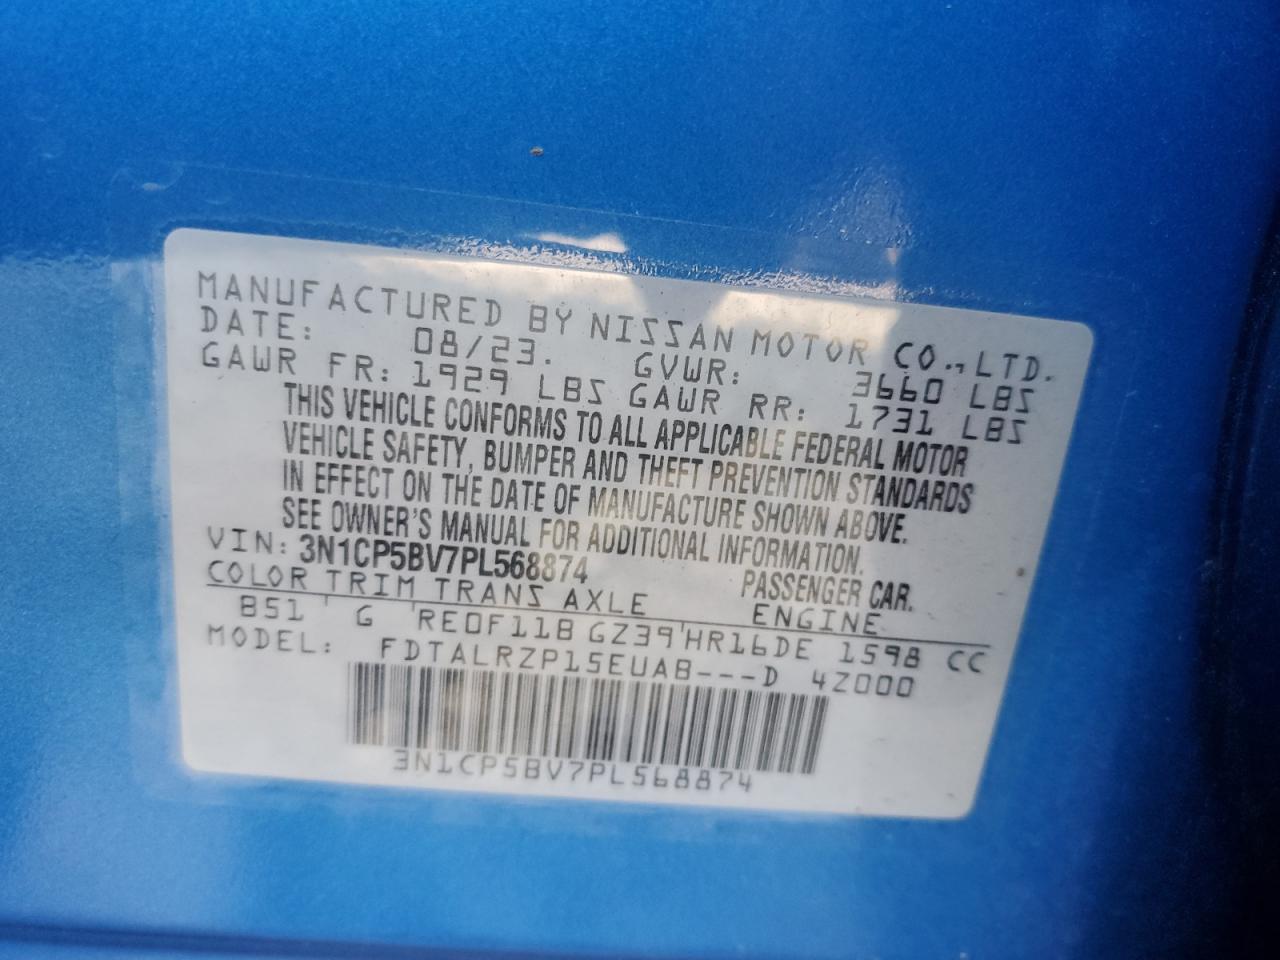 MANUFACTURED BY NISSAN MOTOR CO., LTD.
DATE: 08/23. GVWR: 3660 LBS
GAWR FR: 1929 LBS GAWR RR: 1731 LBS
THIS VEHICLE CONFORMS TO ALL APPLICABLE FEDERAL MOTOR
VEHICLE SAFETY, BUMPER AND THEFT PREVENTION STANDARDS
IN EFFECT ON THE DATE OF MANUFACTURE SHOWN ABOVE.
SEE OWNER'S MANUAL FOR ADDITIONAL INFORMATION.
VIN: 3N1CP5BV7PL568874 PASSENGER CAR.
COLOR TRIM TRANS AXLE ENGINE
B51 G RE0F11B GZ39 HR16DE 1598 CC
MODEL: FDTALRZP15EUAB---D 4Z000
3N1CP5BV7PL568874